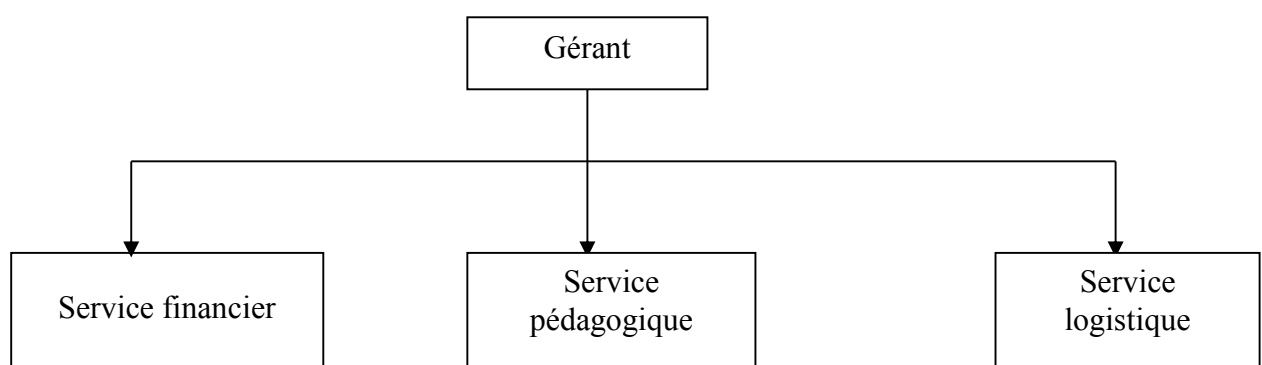 Gérant
Service financier
Service
pédagogique
Service
logistique